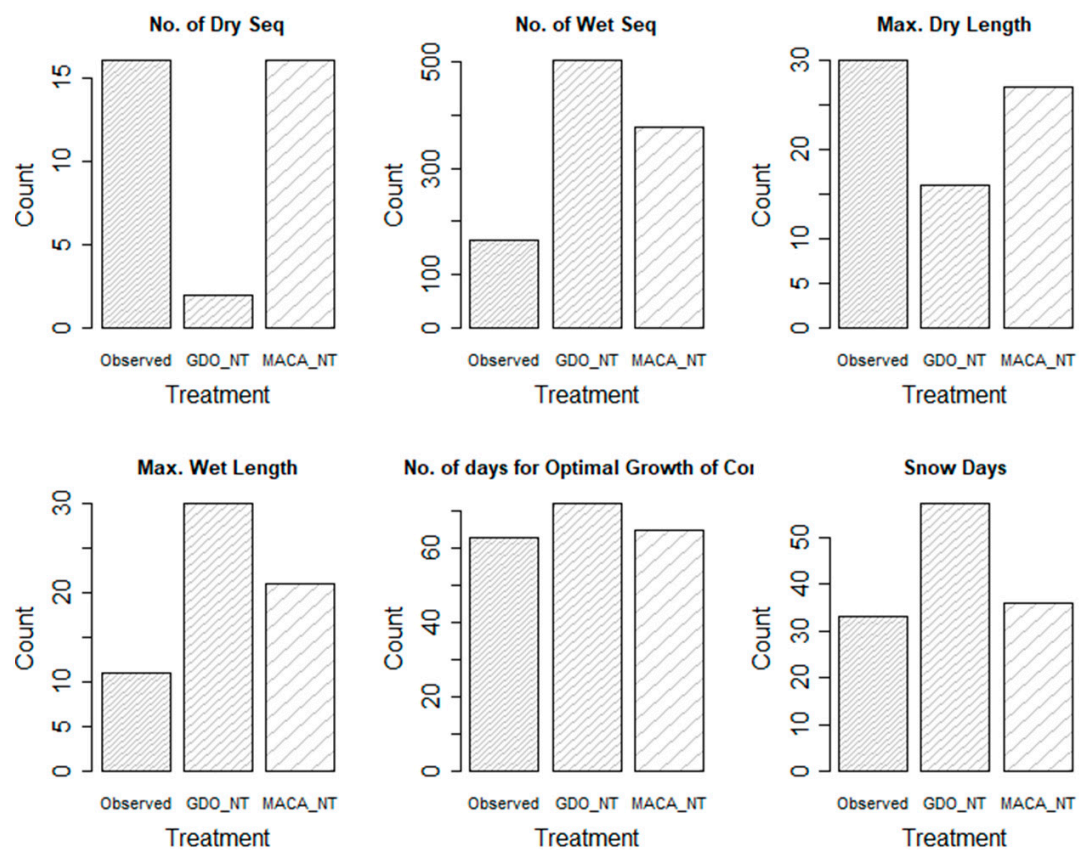 No. of Dry Seq
Count
0
5
10
15
Observed GDO_NT MACA_NT
Treatment
No. of Wet Seq
Count
0
100
300
500
Observed GDO_NT MACA_NT
Treatment
Max. Dry Length
Count
0
5
10
20
30
Observed GDO_NT MACA_NT
Treatment
Max. Wet Length
Count
0
5
10
20
30
Observed GDO_NT MACA_NT
Treatment
No. of days for Optimal Growth of Cor
Count
0
20
40
60
Observed GDO_NT MACA_NT
Treatment
Snow Days
Count
0
10
20
30
40
50
Observed GDO_NT MACA_NT
Treatment